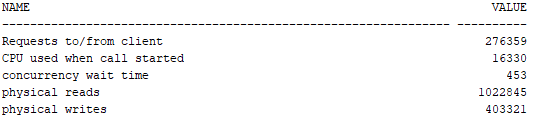 NAME VALUE
---------------------------------------------------------------- ----------
Requests to/from client 276359
CPU used when call started 16330
concurrency wait time 453
physical reads 1022845
physical writes 403321